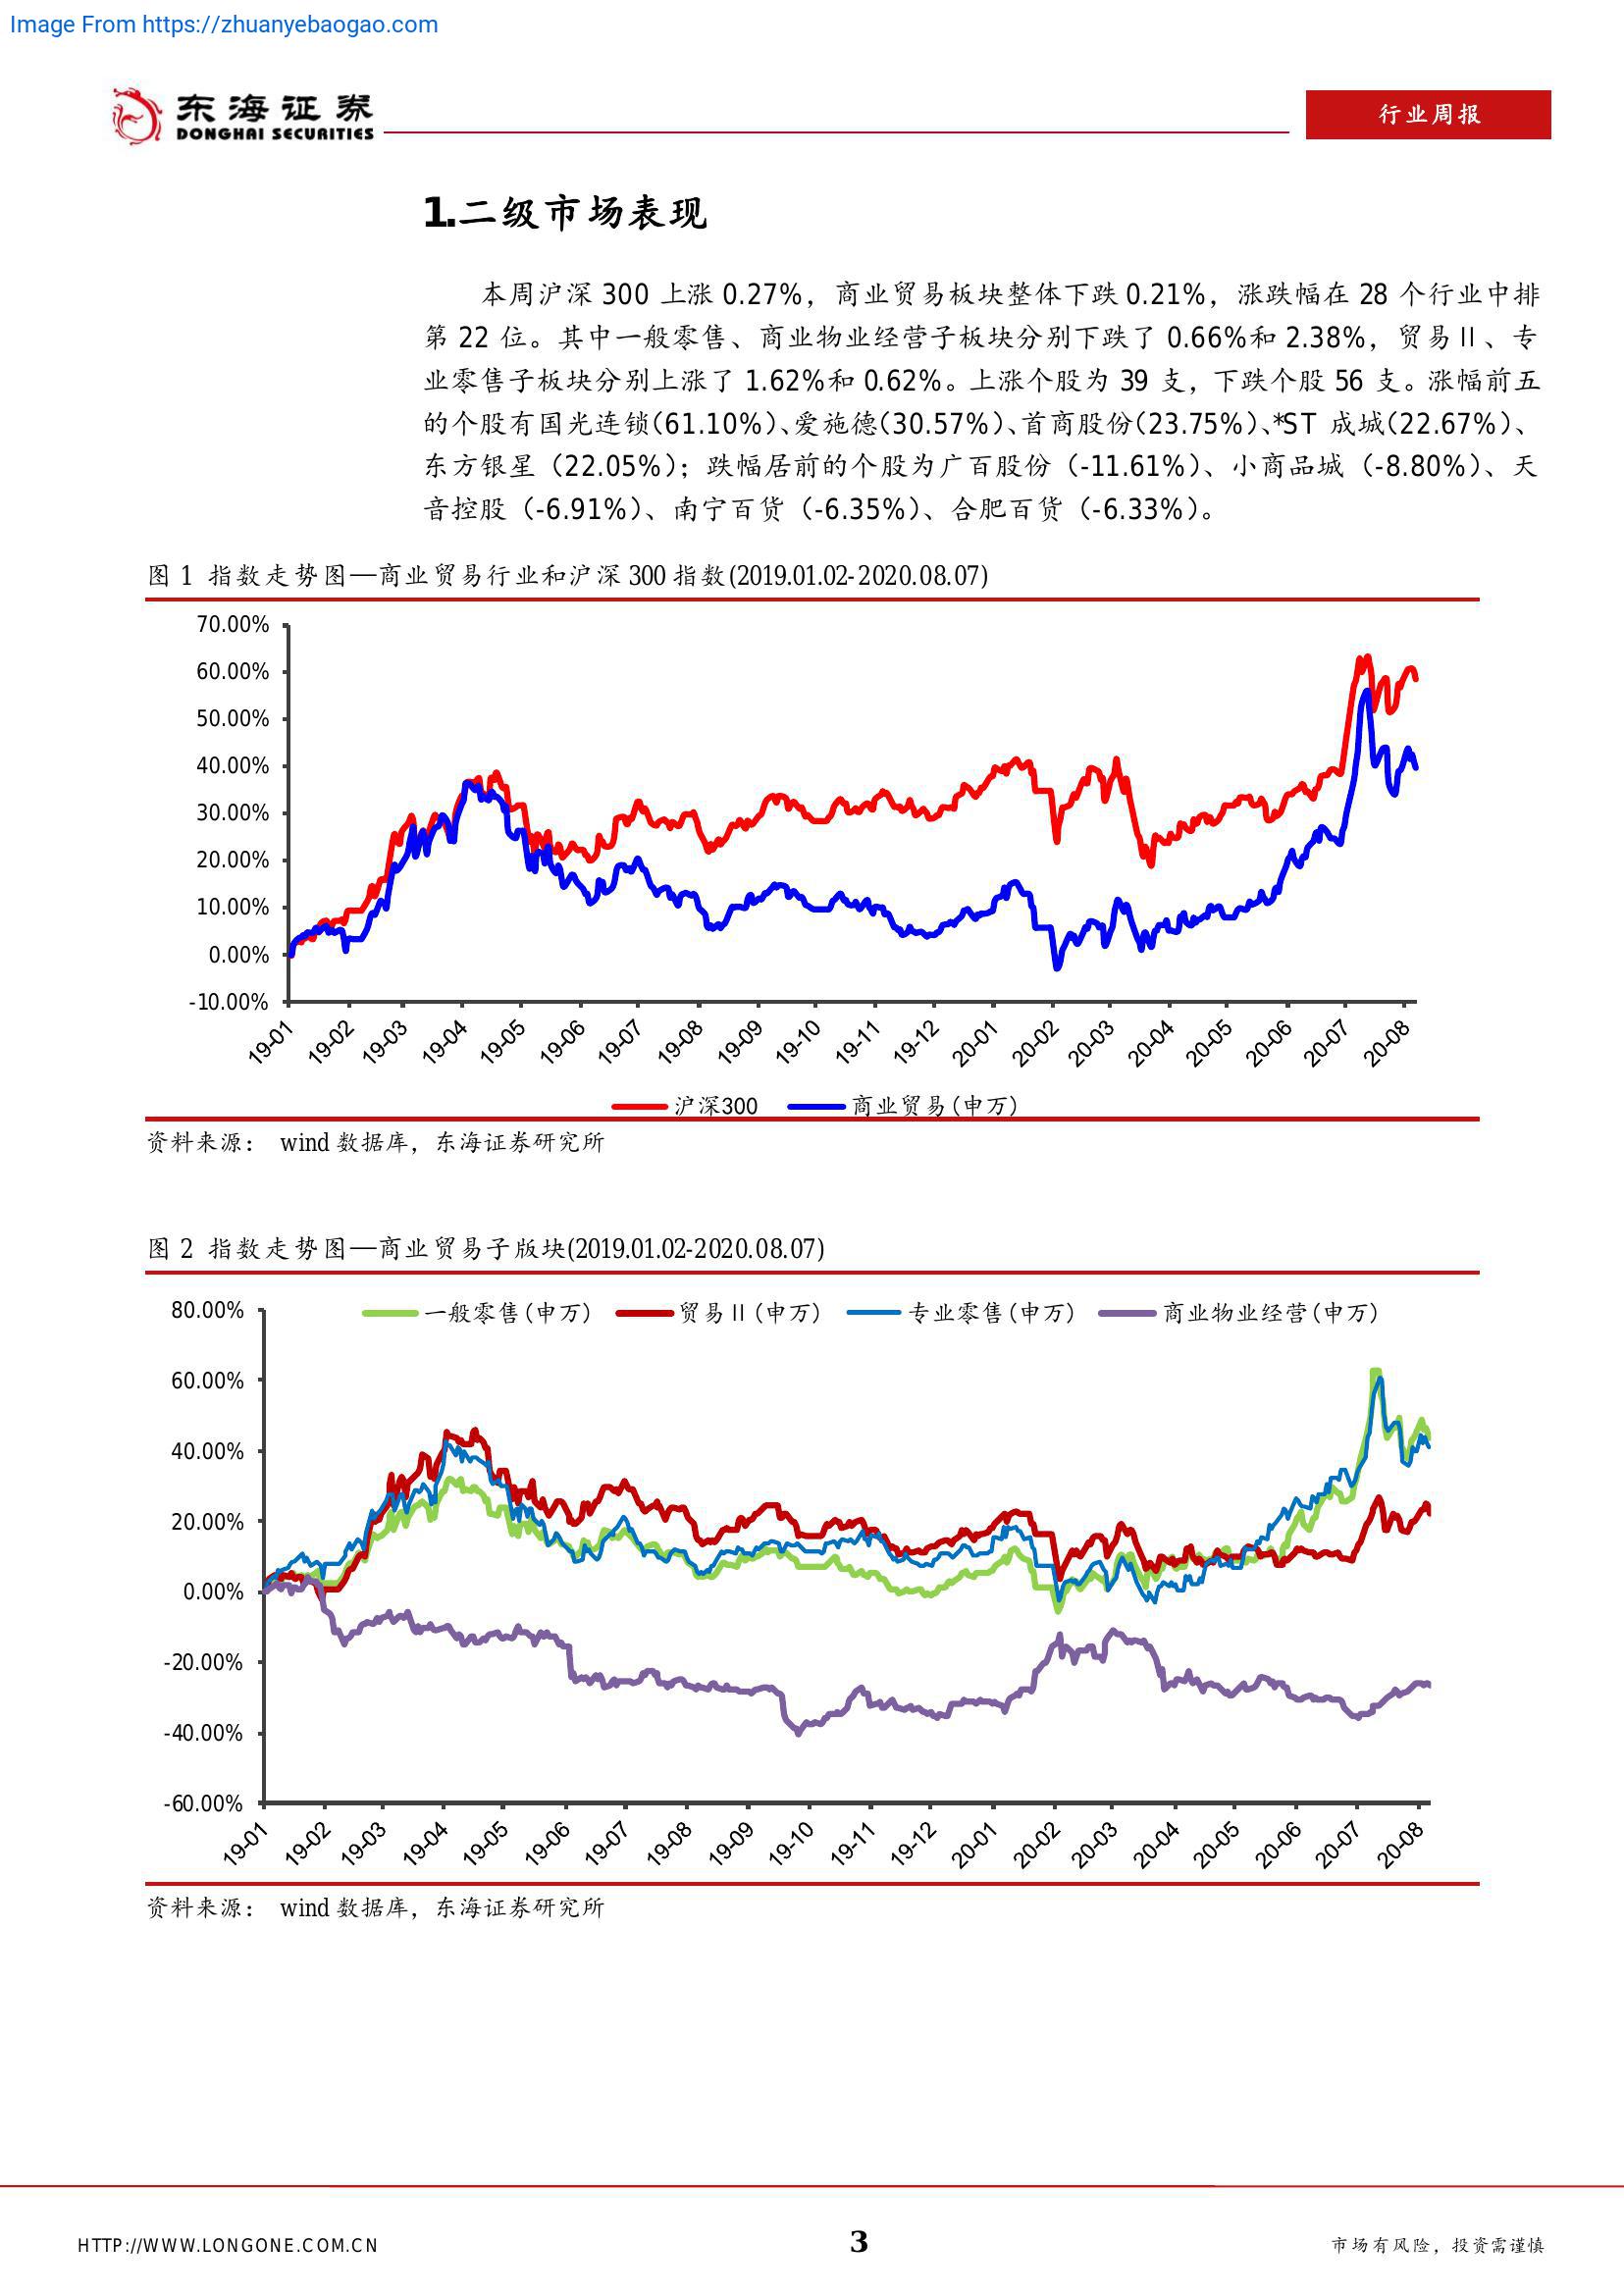 Image From https://zhuanyebaogao.com
东海证券
DONGHAI SECURITIES
行业周报
1.二级市场表现
本周沪深 300 上涨 0.27%，商业贸易板块整体下跌 0.21%，涨跌幅在 28 个行业中排
第 22 位。其中一般零售、商业物业经营子板块分别下跌了 0.66%和 2.38%，贸易Ⅱ、专
业零售子板块分别上涨了 1.62%和 0.62%。上涨个股为 39 支，下跌个股 56 支。涨幅前五
的个股有国光连锁(61.10%)、爱施德(30.57%)、首商股份(23.75%)、*ST 成城(22.67%)、
东方银星（22.05%）；跌幅居前的个股为广百股份（-11.61%）、小商品城（-8.80%）、天
音控股（-6.91%）、南宁百货（-6.35%）、合肥百货（-6.33%）。
图 1 指数走势图—商业贸易行业和沪深 300 指数(2019.01.02-2020.08.07)
70.00%
60.00%
50.00%
40.00%
30.00%
20.00%
10.00%
0.00%
-10.00%
19-01 19-02 19-03 19-04 19-05 19-06 19-07 19-08 19-09 19-10 19-11 19-12 20-01 20-02 20-03 20-04 20-05 20-06 20-07 20-08
沪深300 商业贸易(申万)
资料来源： wind 数据库，东海证券研究所
图 2 指数走势图—商业贸易子版块(2019.01.02-2020.08.07)
一般零售(申万) 贸易Ⅱ(申万) 专业零售(申万) 商业物业经营(申万)
80.00%
60.00%
40.00%
20.00%
0.00%
-20.00%
-40.00%
-60.00%
19-01 19-02 19-03 19-04 19-05 19-06 19-07 19-08 19-09 19-10 19-11 19-12 20-01 20-02 20-03 20-04 20-05 20-06 20-07 20-08
资料来源： wind 数据库，东海证券研究所
HTTP://WWW.LONGONE.COM.CN 3 市场有风险，投资需谨慎